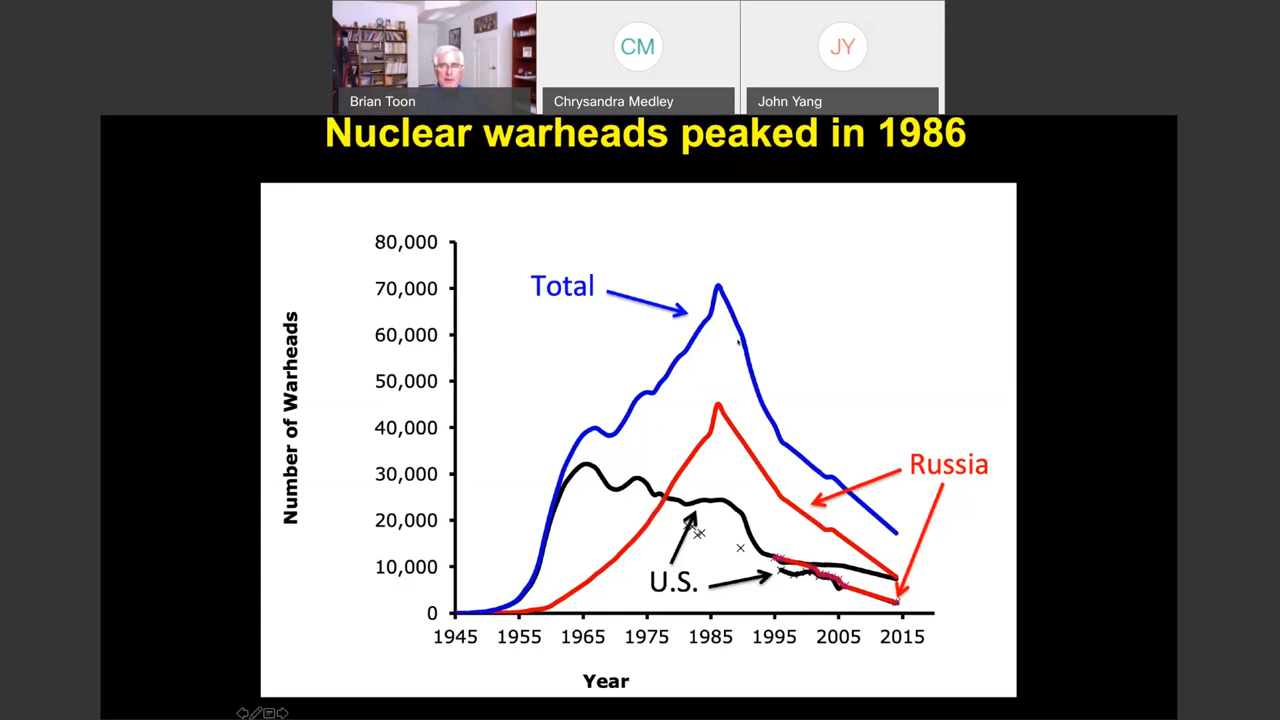 CM
JY
Brian Toon
Chrysandra Medley
John Yang
Nuclear warheads peaked in 1986
80,000
70,000
60,000
50,000
40,000
30,000
20,000
10,000
0
Number of Warheads
Total
Russia
U.S.
1945 1955 1965 1975 1985 1995 2005 2015
Year